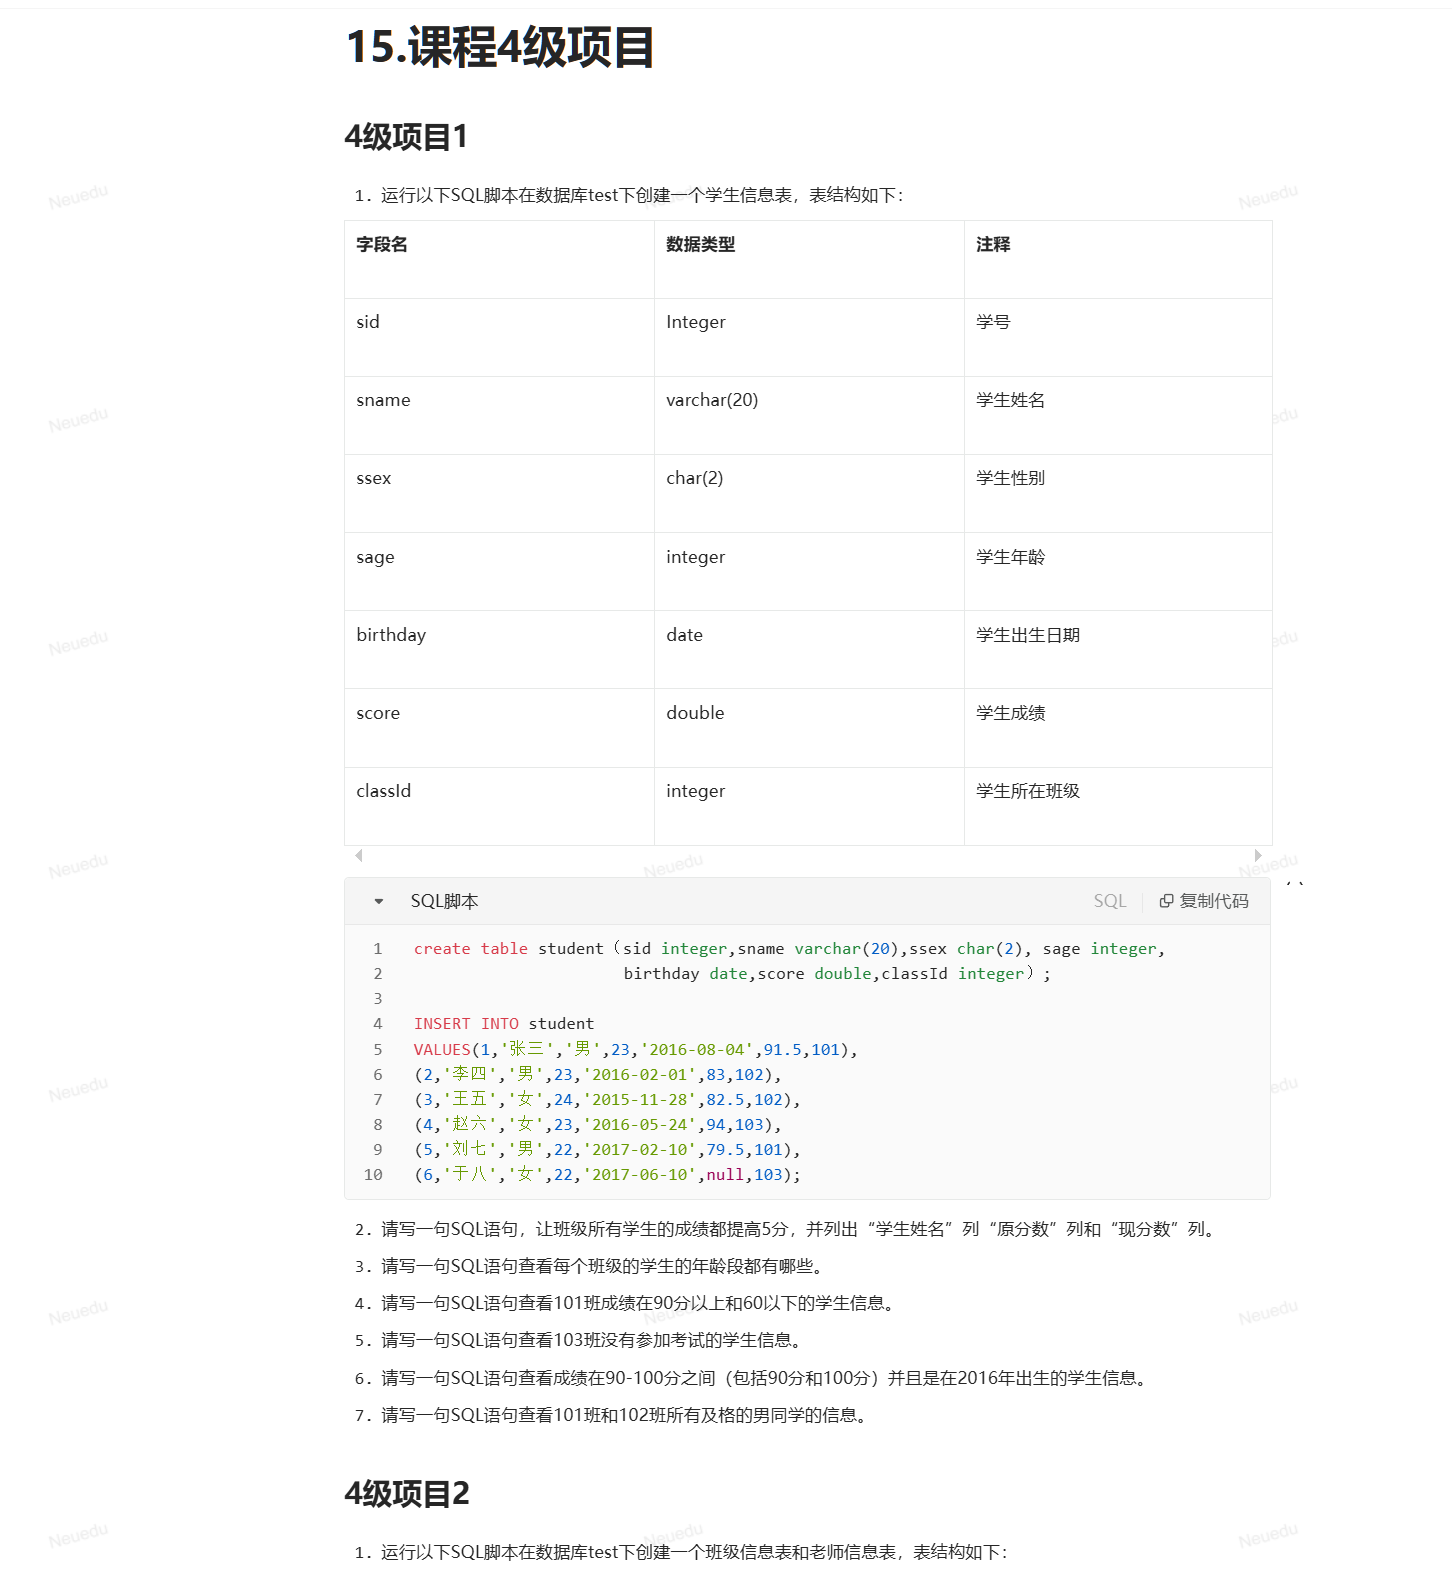 15.课程4级项目
4级项目1
1. 运行以下SQL脚本在数据库test下创建一个学生信息表，表结构如下：
字段名 数据类型 注释
sid Integer 学号
sname varchar(20) 学生姓名
ssex char(2) 学生性别
sage integer 学生年龄
birthday date 学生出生日期
score double 学生成绩
classId integer 学生所在班级
SQL脚本 SQL 复制代码
1 create table student（sid integer,sname varchar(20),ssex char(2), sage integer,
2 birthday date,score double,classId integer）;
3
4 INSERT INTO student
5 VALUES(1,'张三','男',23,'2016-08-04',91.5,101),
6 (2,'李四','男',23,'2016-02-01',83,102),
7 (3,'王五','女',24,'2015-11-28',82.5,102),
8 (4,'赵六','女',23,'2016-05-24',94,103),
9 (5,'刘七','男',22,'2017-02-10',79.5,101),
10 (6,'于八','女',22,'2017-06-10',null,103);
2. 请写一句SQL语句，让班级所有学生的成绩都提高5分，并列出“学生姓名”列“原分数”列和“现分数”列。
3. 请写一句SQL语句查看每个班级的学生的年龄段都有哪些。
4. 请写一句SQL语句查看101班成绩在90分以上和60以下的学生信息。
5. 请写一句SQL语句查看103班没有参加考试的学生信息。
6. 请写一句SQL语句查看成绩在90-100分之间（包括90分和100分）并且是在2016年出生的学生信息。
7. 请写一句SQL语句查看101班和102班所有及格的男同学的信息。
4级项目2
1. 运行以下SQL脚本在数据库test下创建一个班级信息表和老师信息表，表结构如下：
Neuedu